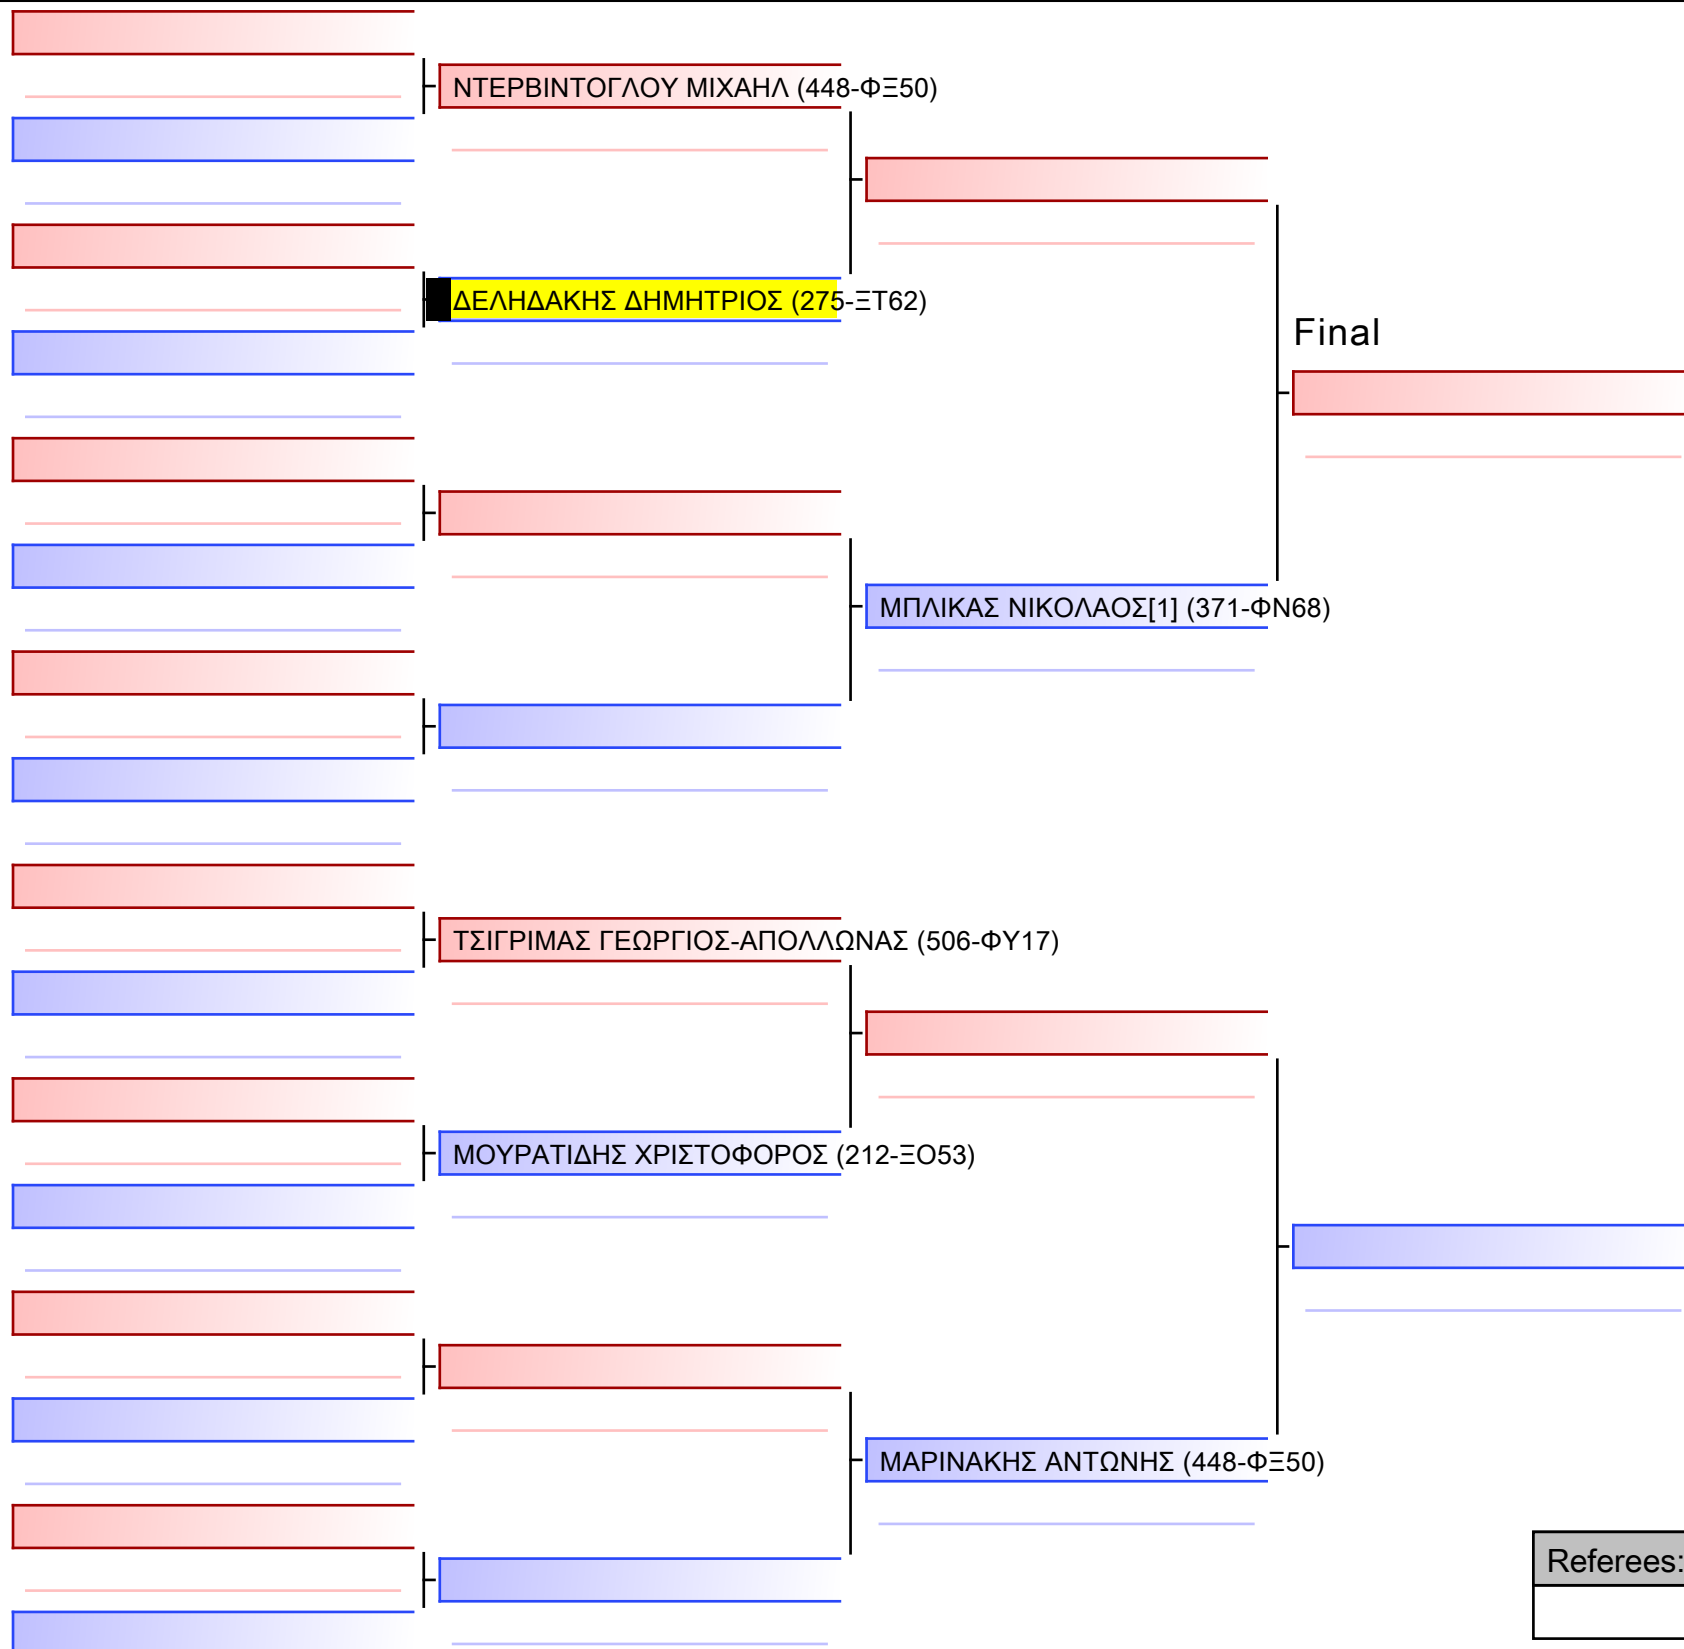 ΝΤΕΡΒΙΝΤΟΓΛΟΥ ΜΙΧΑΗΛ (448-ΦΞ50)
ΔΕΛΗΔΑΚΗΣ ΔΗΜΗΤΡΙΟΣ (275-ΞΤ62)
Final
ΜΠΛΙΚΑΣ ΝΙΚΟΛΑΟΣ[1] (371-ΦΝ68)
ΤΣΙΓΡΙΜΑΣ ΓΕΩΡΓΙΟΣ-ΑΠΟΛΛΩΝΑΣ (506-ΦΥ17)
ΜΟΥΡΑΤΙΔΗΣ ΧΡΙΣΤΟΦΟΡΟΣ (212-ΞΟ53)
ΜΑΡΙΝΑΚΗΣ ΑΝΤΩΝΗΣ (448-ΦΞ50)
Referees: